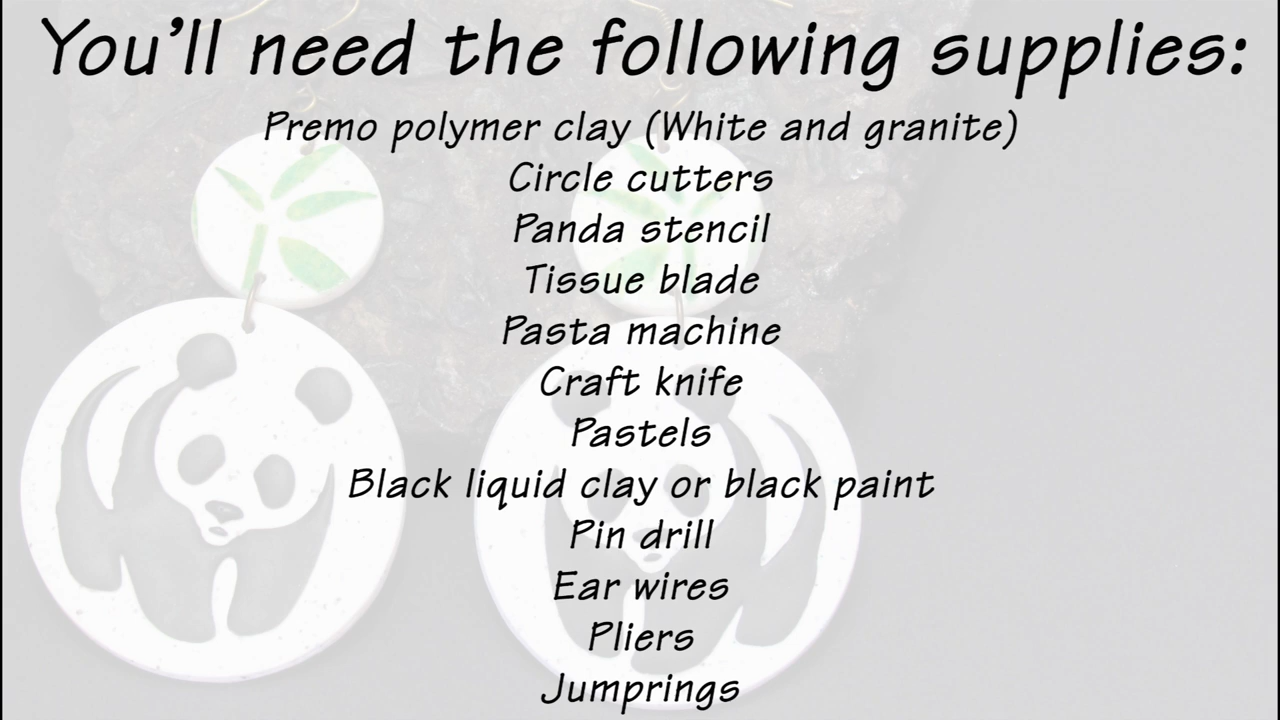 You’ll need the following supplies:
Premo polymer clay (White and granite)
Circle cutters
Panda stencil
Tissue blade
Pasta machine
Craft knife
Pastels
Black liquid clay or black paint
Pin drill
Ear wires
Pliers
Jumprings